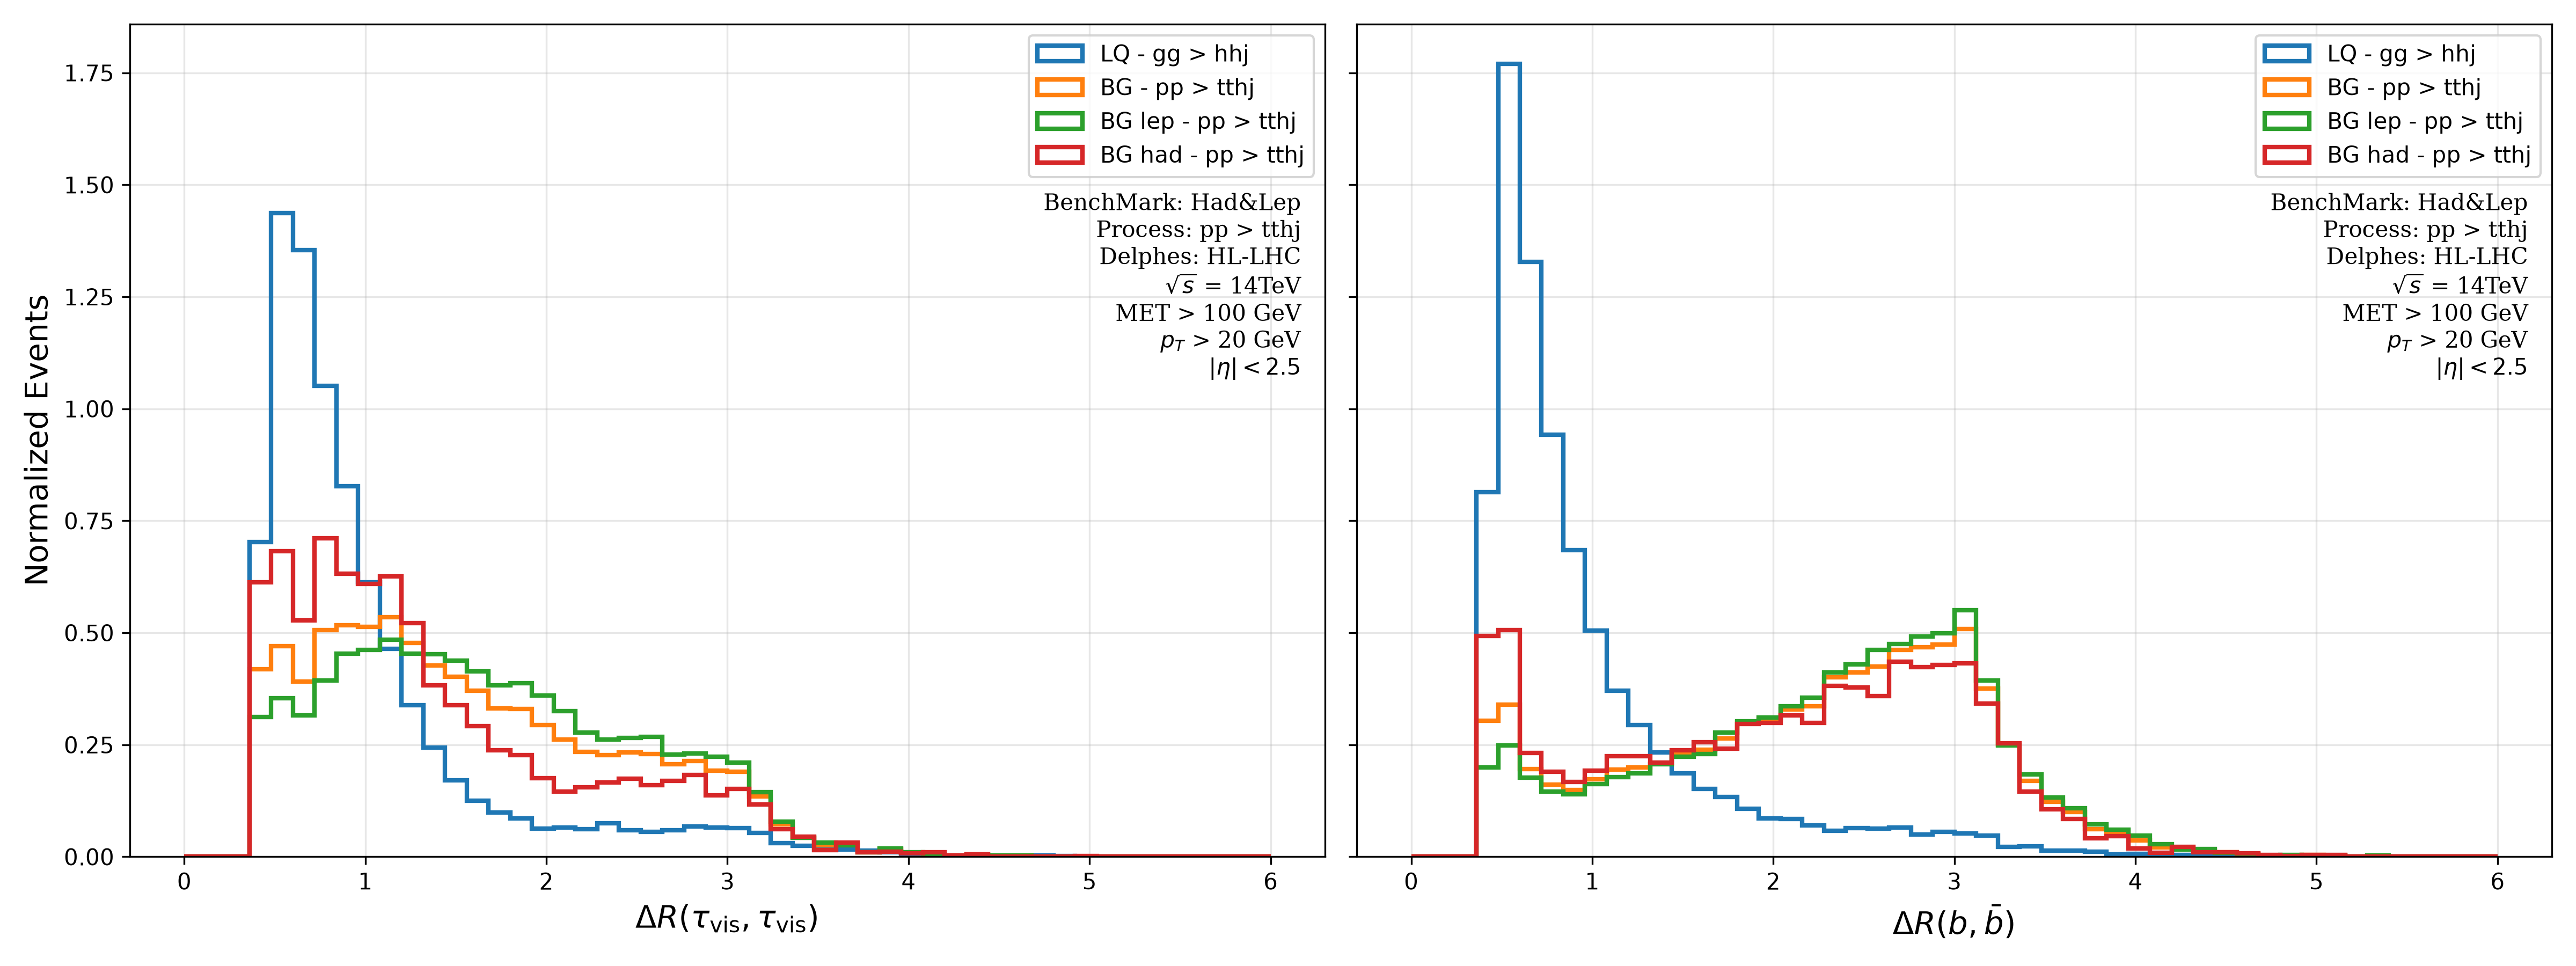 Normalized Events
1.75
1.50
1.25
1.00
0.75
0.50
0.25
0.00
LQ - gg > hhj
BG - pp > tthj
BG lep - pp > tthj
BG had - pp > tthj
BenchMark: Had&Lep
Process: pp > tthj
Delphes: HL-LHC
√s = 14TeV
MET > 100 GeV
p_T > 20 GeV
|η| < 2.5
0 1 2 3 4 5 6
ΔR(τ_vis, τ_vis)
LQ - gg > hhj
BG - pp > tthj
BG lep - pp > tthj
BG had - pp > tthj
BenchMark: Had&Lep
Process: pp > tthj
Delphes: HL-LHC
√s = 14TeV
MET > 100 GeV
p_T > 20 GeV
|η| < 2.5
0 1 2 3 4 5 6
ΔR(b, b̄)